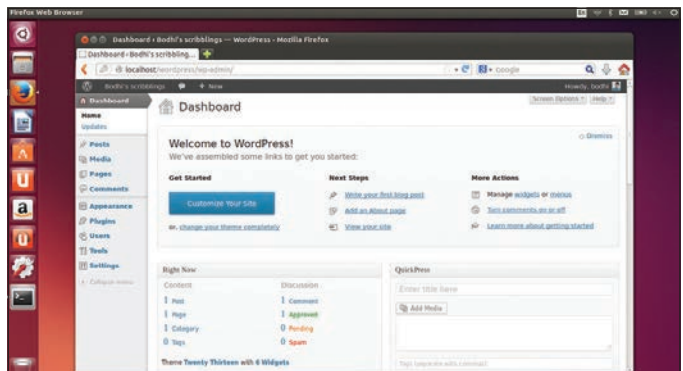 Firefox Web Browser
En
Dashboard ‹ Bodhi's scribblings — WordPress - Mozilla Firefox
Dashboard ‹ Bodhi's scribbling...
localhost/wordpress/wp-admin/
Google
Bodhi's scribblings
+ New
Howdy, bodhi
Dashboard
Home
Updates
Posts
Media
Pages
Comments
Appearance
Plugins
Users
Tools
Settings
Collapse menu
Screen Options
Help
Dashboard
Dismiss
Welcome to WordPress!
We've assembled some links to get you started:
Get Started
Customize Your Site
or, change your theme completely
Next Steps
Write your first blog post
Add an About page
View your site
More Actions
Manage widgets or menus
Turn comments on or off
Learn more about getting started
Right Now
Content
1 Post
1 Page
1 Category
0 Tags
Discussion
1 Comment
1 Approved
0 Pending
0 Spam
Theme Twenty Thirteen with 6 Widgets
QuickPress
Enter title here
Add Media
Tags (separate with commas)